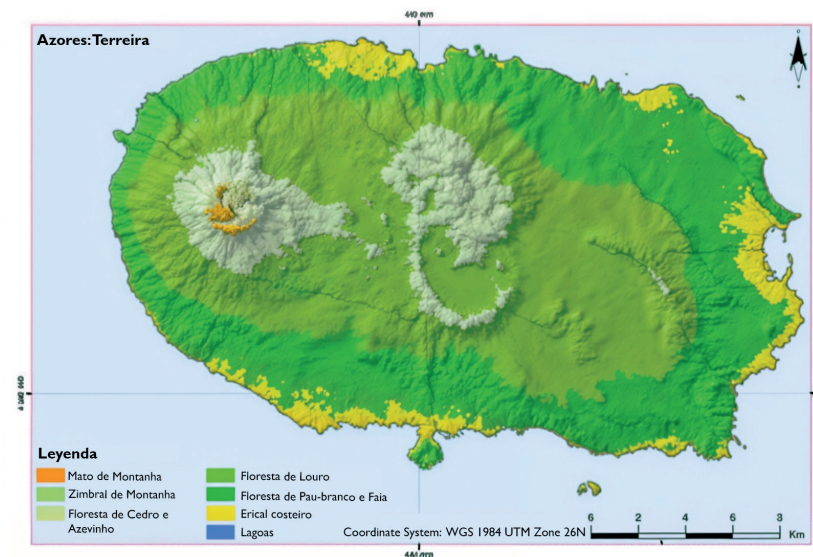 Azores: Terreira
Leyenda
Mato de Montanha
Zimbral de Montanha
Floresta de Cedro e
Azevinho
Floresta de Louro
Floresta de Pau-branco e Faia
Erical costeiro
Lagoas
Coordinate System: WGS 1984 UTM Zone 26N
6 2 4 6 3 Km